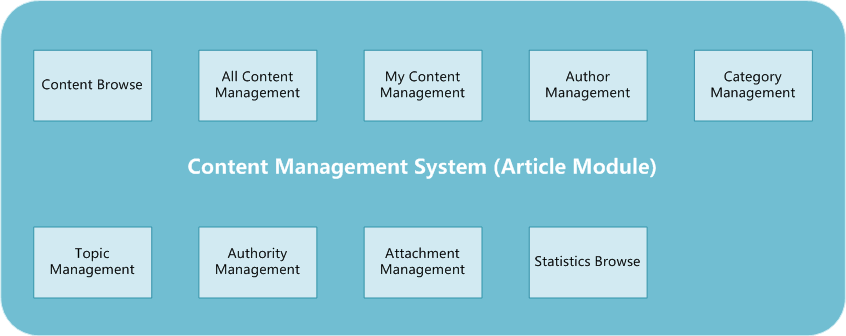 Content Browse
All Content
Management
My Content
Management
Author
Management
Category
Management
Content Management System (Article Module)
Topic
Management
Authority
Management
Attachment
Management
Statistics Browse